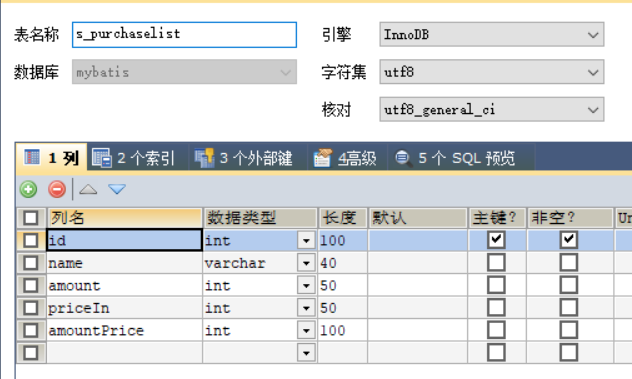 表名称 s_purchaselist 引擎 InnoDB
数据库 mybatis 字符集 utf8
核对 utf8_general_ci
1 列 2 个索引 3 个外部键 4高级 5 个 SQL 预览
列名 数据类型 长度 默认 主键? 非空? Un
id int 100
name varchar 40
amount int 50
priceIn int 50
amountPrice int 100